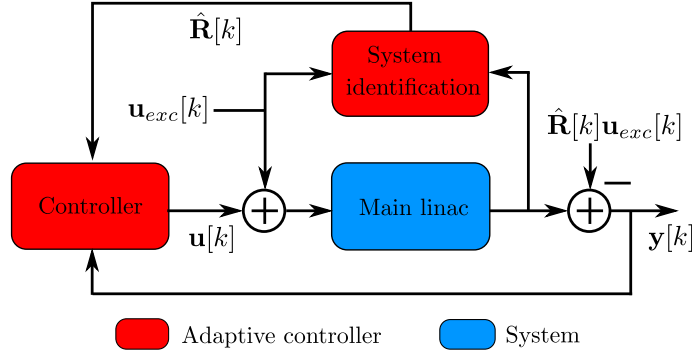 R̂[k]
System
identification
u_exc[k]
R̂[k]u_exc[k]
Controller
+
Main linac
+
−
u[k]
y[k]
Adaptive controller
System